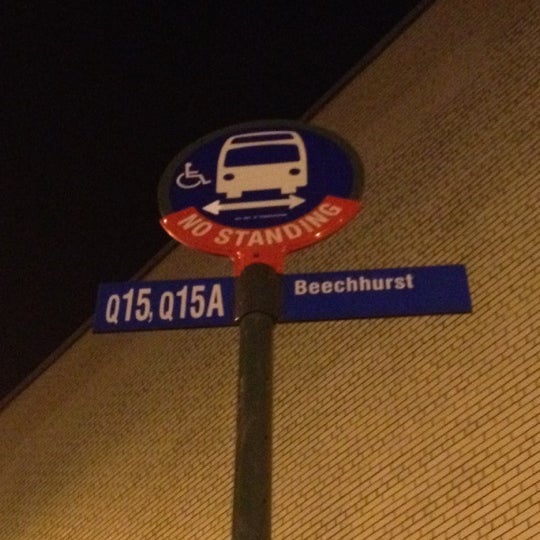 NO STANDING
Q15, Q15A
Beechhurst